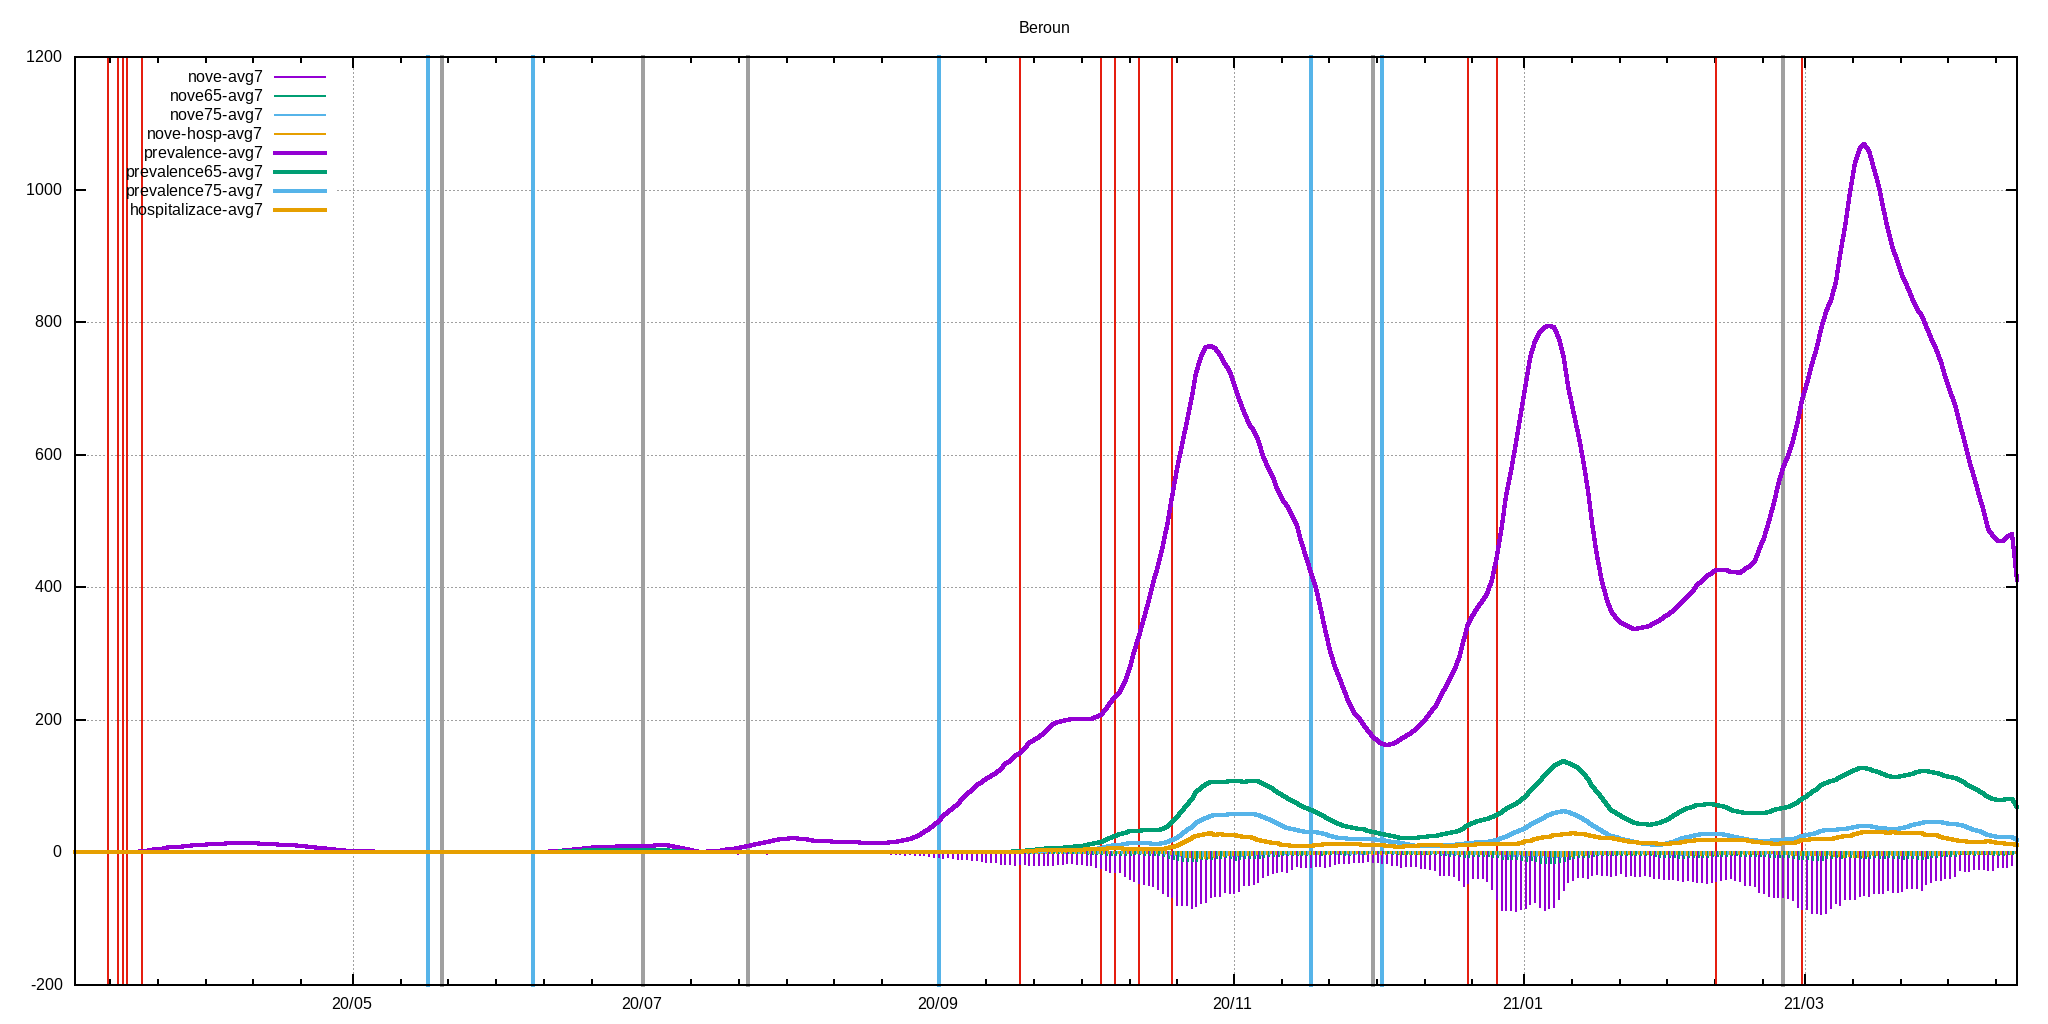 Beroun
1200
1000
800
600
400
200
0
-200
nove-avg7
nove65-avg7
nove75-avg7
nove-hosp-avg7
prevalence-avg7
prevalence65-avg7
prevalence75-avg7
hospitalizace-avg7
20/05
20/07
20/09
20/11
21/01
21/03